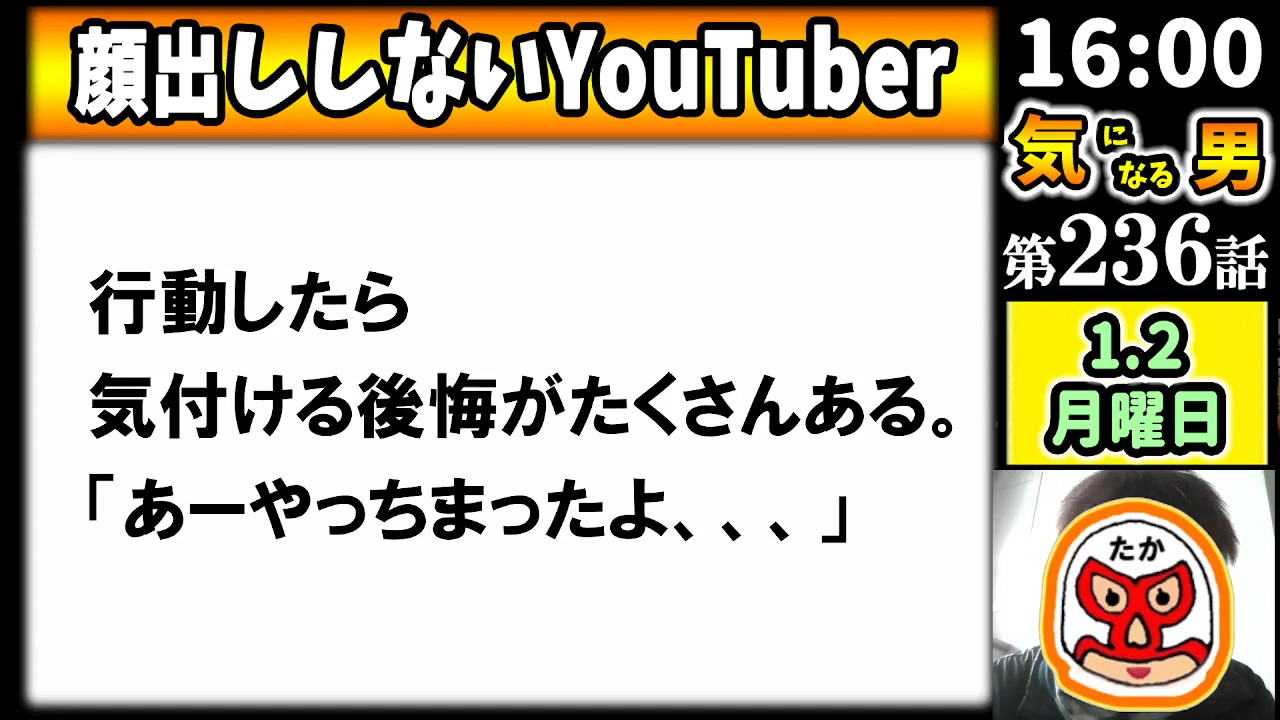 顔出ししないYouTuber
行動したら
気付ける後悔がたくさんある。
「あーやっちまったよ、、、」
16:00
気になる男
第236話
1.2
月曜日
たか